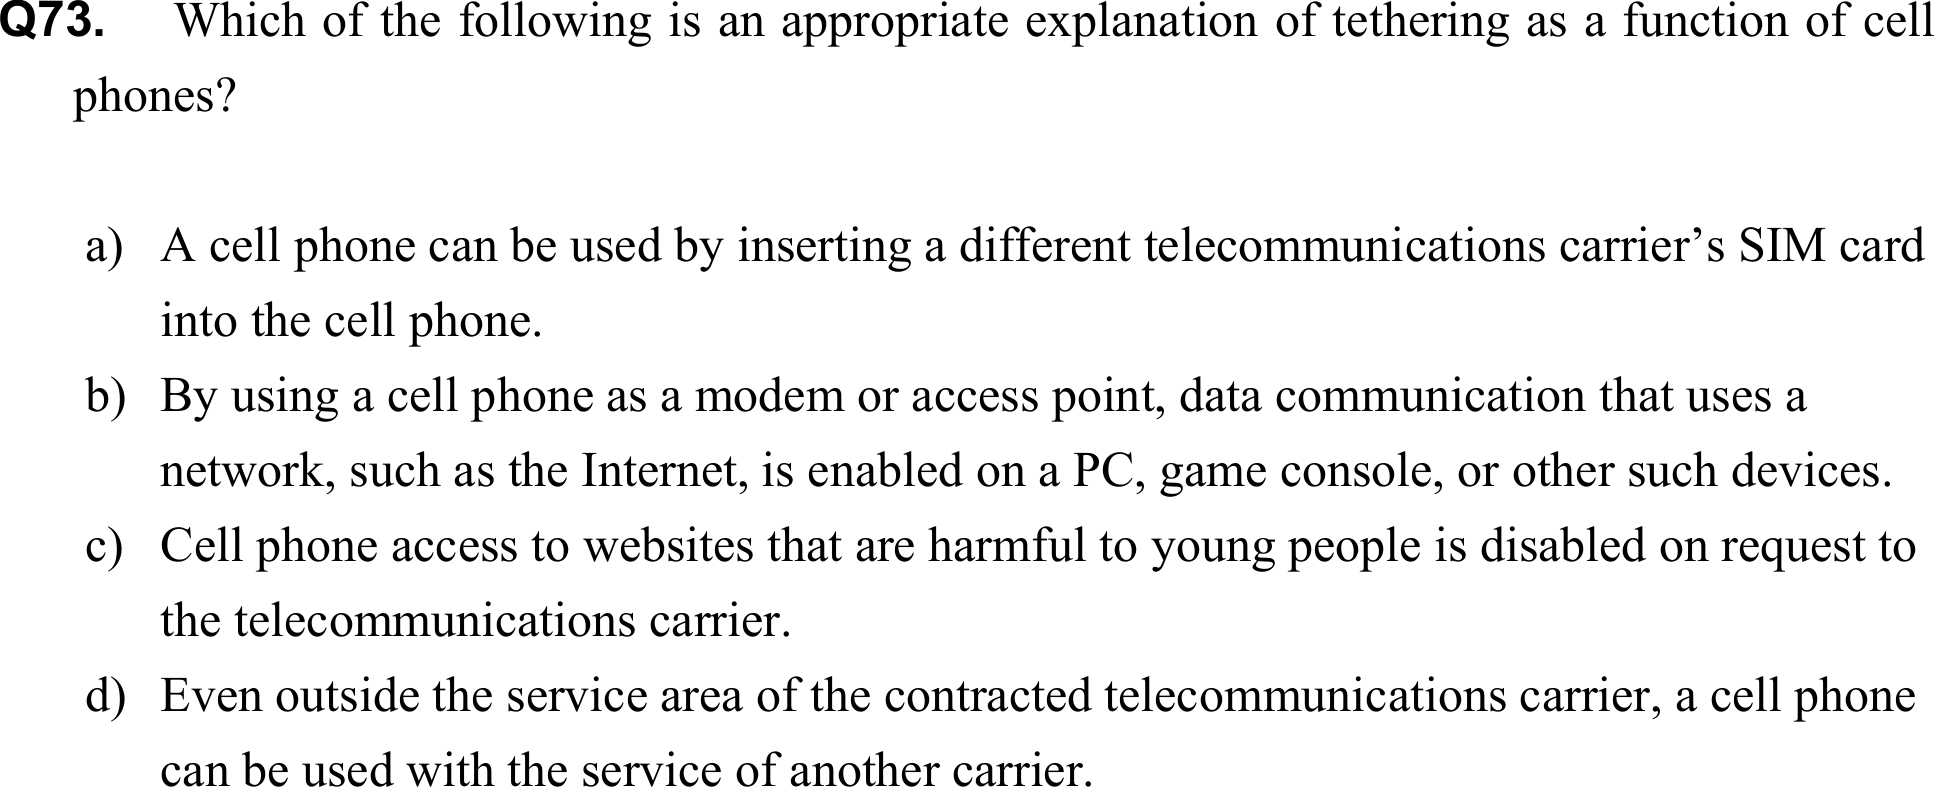 Q73. Which of the following is an appropriate explanation of tethering as a function of cell
phones?
a) A cell phone can be used by inserting a different telecommunications carrier’s SIM card
into the cell phone.
b) By using a cell phone as a modem or access point, data communication that uses a
network, such as the Internet, is enabled on a PC, game console, or other such devices.
c) Cell phone access to websites that are harmful to young people is disabled on request to
the telecommunications carrier.
d) Even outside the service area of the contracted telecommunications carrier, a cell phone
can be used with the service of another carrier.